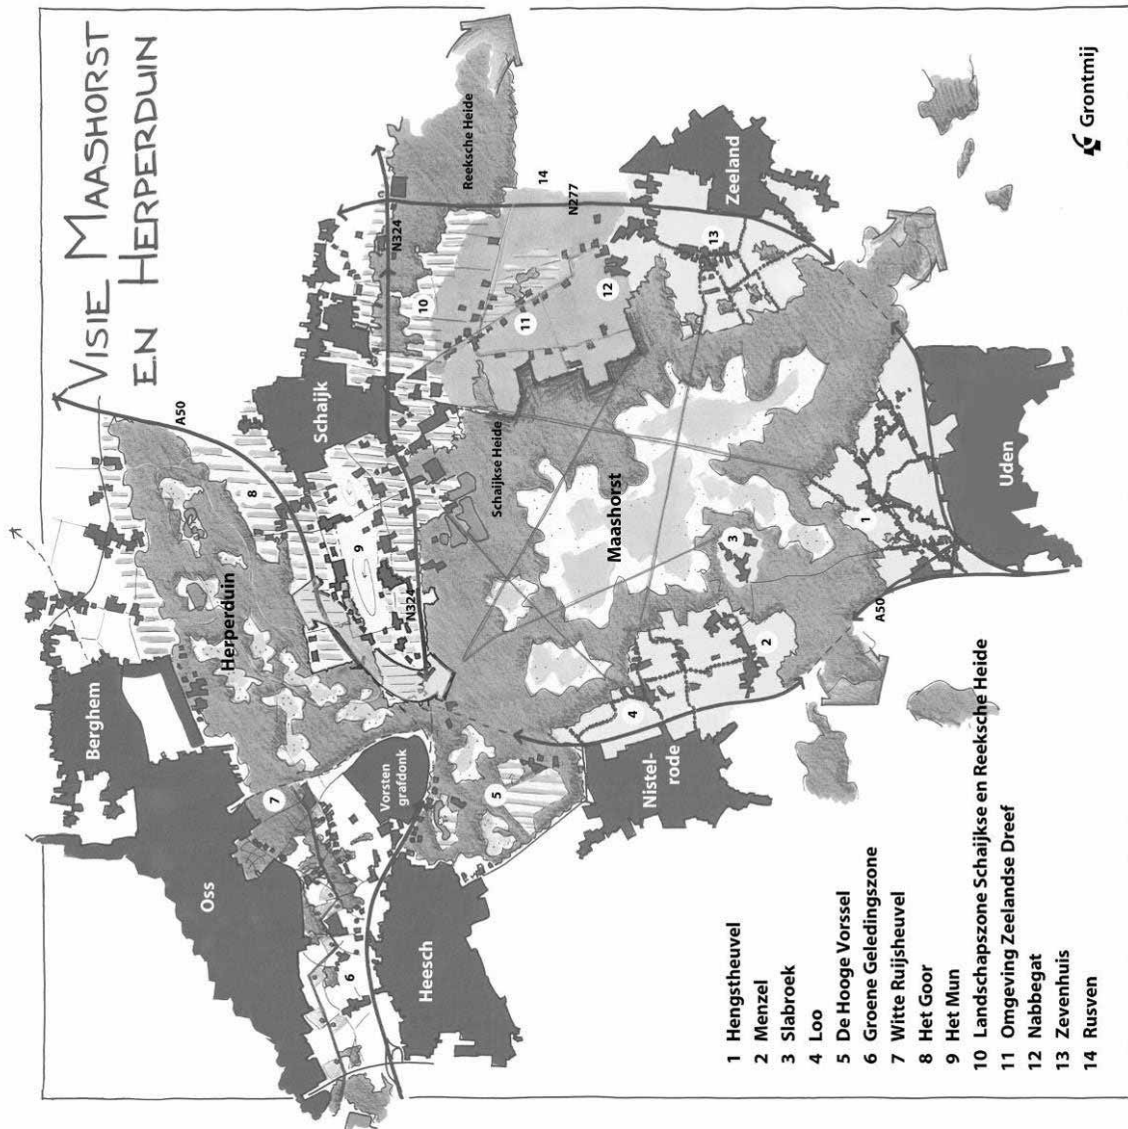 VISIE MAASHORST
EN HERPERDUIN
A50
Schaijk
N324
Reeksche Heide
14
N277
Zeeland
13
12
11
10
Schaijkse Heide
8
9
N324
Herperduin
Berghem
Oss
7
Vorsten
grafdonk
6
Heesch
5
Maashorst
4
Nistel-
rode
3
2
1
A50
Uden
1 Hengstheuvel
2 Menzel
3 Slabroek
4 Loo
5 De Hooge Vorssel
6 Groene Geledingszone
7 Witte Ruijsheuvel
8 Het Goor
9 Het Mun
10 Landschapszone Schaijkse en Reeksche Heide
11 Omgeving Zeelandse Dreef
12 Nabbegat
13 Zevenhuis
14 Rusven
Grontmij